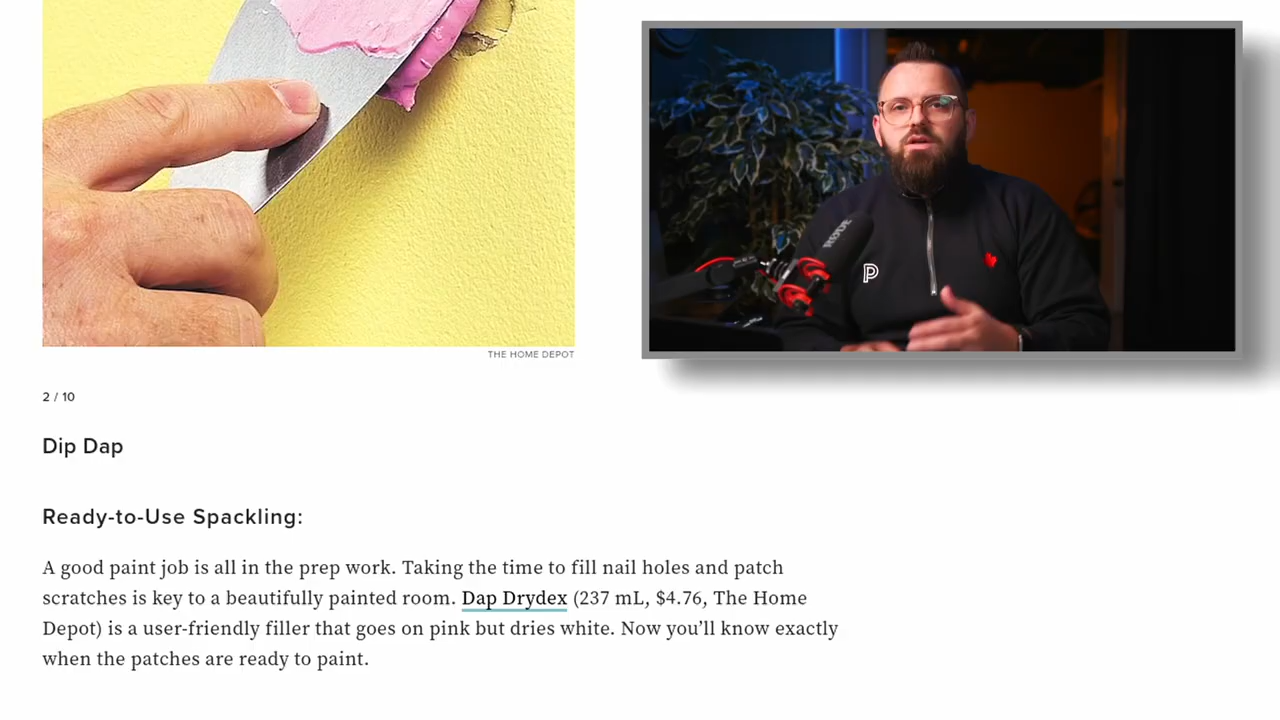 THE HOME DEPOT
RODE
P
2 / 10
Dip Dap
Ready-to-Use Spackling:
A good paint job is all in the prep work. Taking the time to fill nail holes and patch
scratches is key to a beautifully painted room. Dap Drydex (237 mL, $4.76, The Home
Depot) is a user-friendly filler that goes on pink but dries white. Now you’ll know exactly
when the patches are ready to paint.